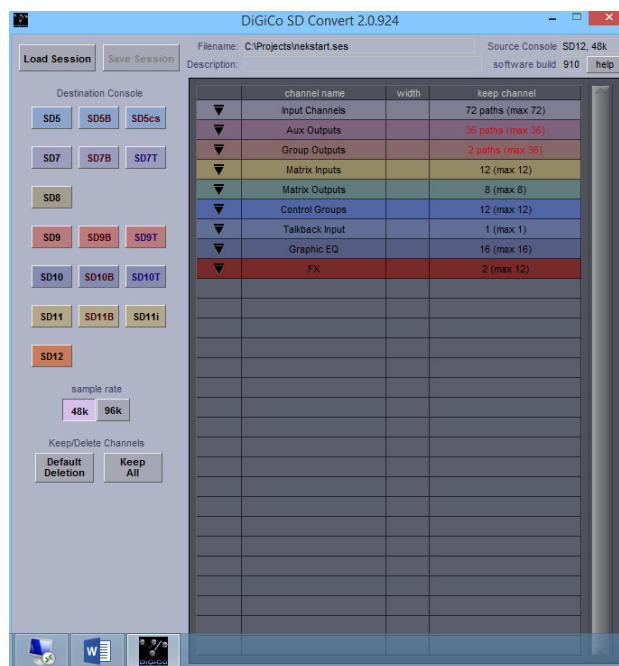 DiGiCo SD Convert 2.0.924
Load Session
Save Session
Filename: C:\Projects\nekstart.ses
Source Console SD12, 48k
Description:
software build 910 help
Destination Console
SD5 SD5B SD5cs
SD7 SD7B SD7T
SD8
SD9 SD9B SD9T
SD10 SD10B SD10T
SD11 SD11B SD11i
SD12
sample rate
48k 96k
Keep/Delete Channels
Default Deletion
Keep All
channel name width keep channel
Input Channels 72 paths (max 72)
Aux Outputs 36 paths (max 36)
Group Outputs 2 paths (max 36)
Matrix Inputs 12 (max 12)
Matrix Outputs 8 (max 8)
Control Groups 12 (max 12)
Talkback Input 1 (max 1)
Graphic EQ 16 (max 16)
FX 2 (max 12)
DiGiCo